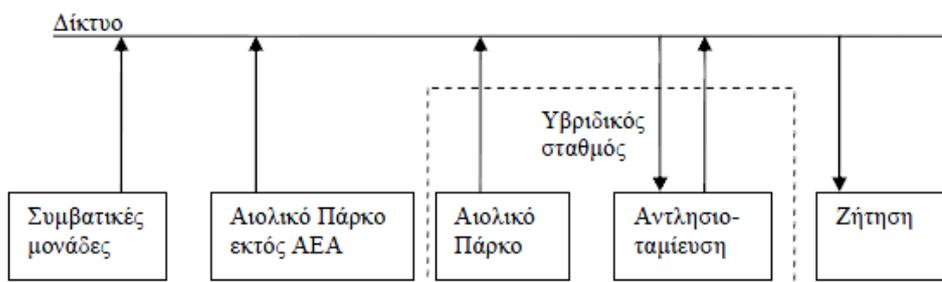 Δίκτυο
Υβριδικός
σταθμός
Συμβατικές
μονάδες
Αιολικό Πάρκο
εκτός ΑΕΑ
Αιολικό
Πάρκο
Αντλησιο-
ταμίευση
Ζήτηση